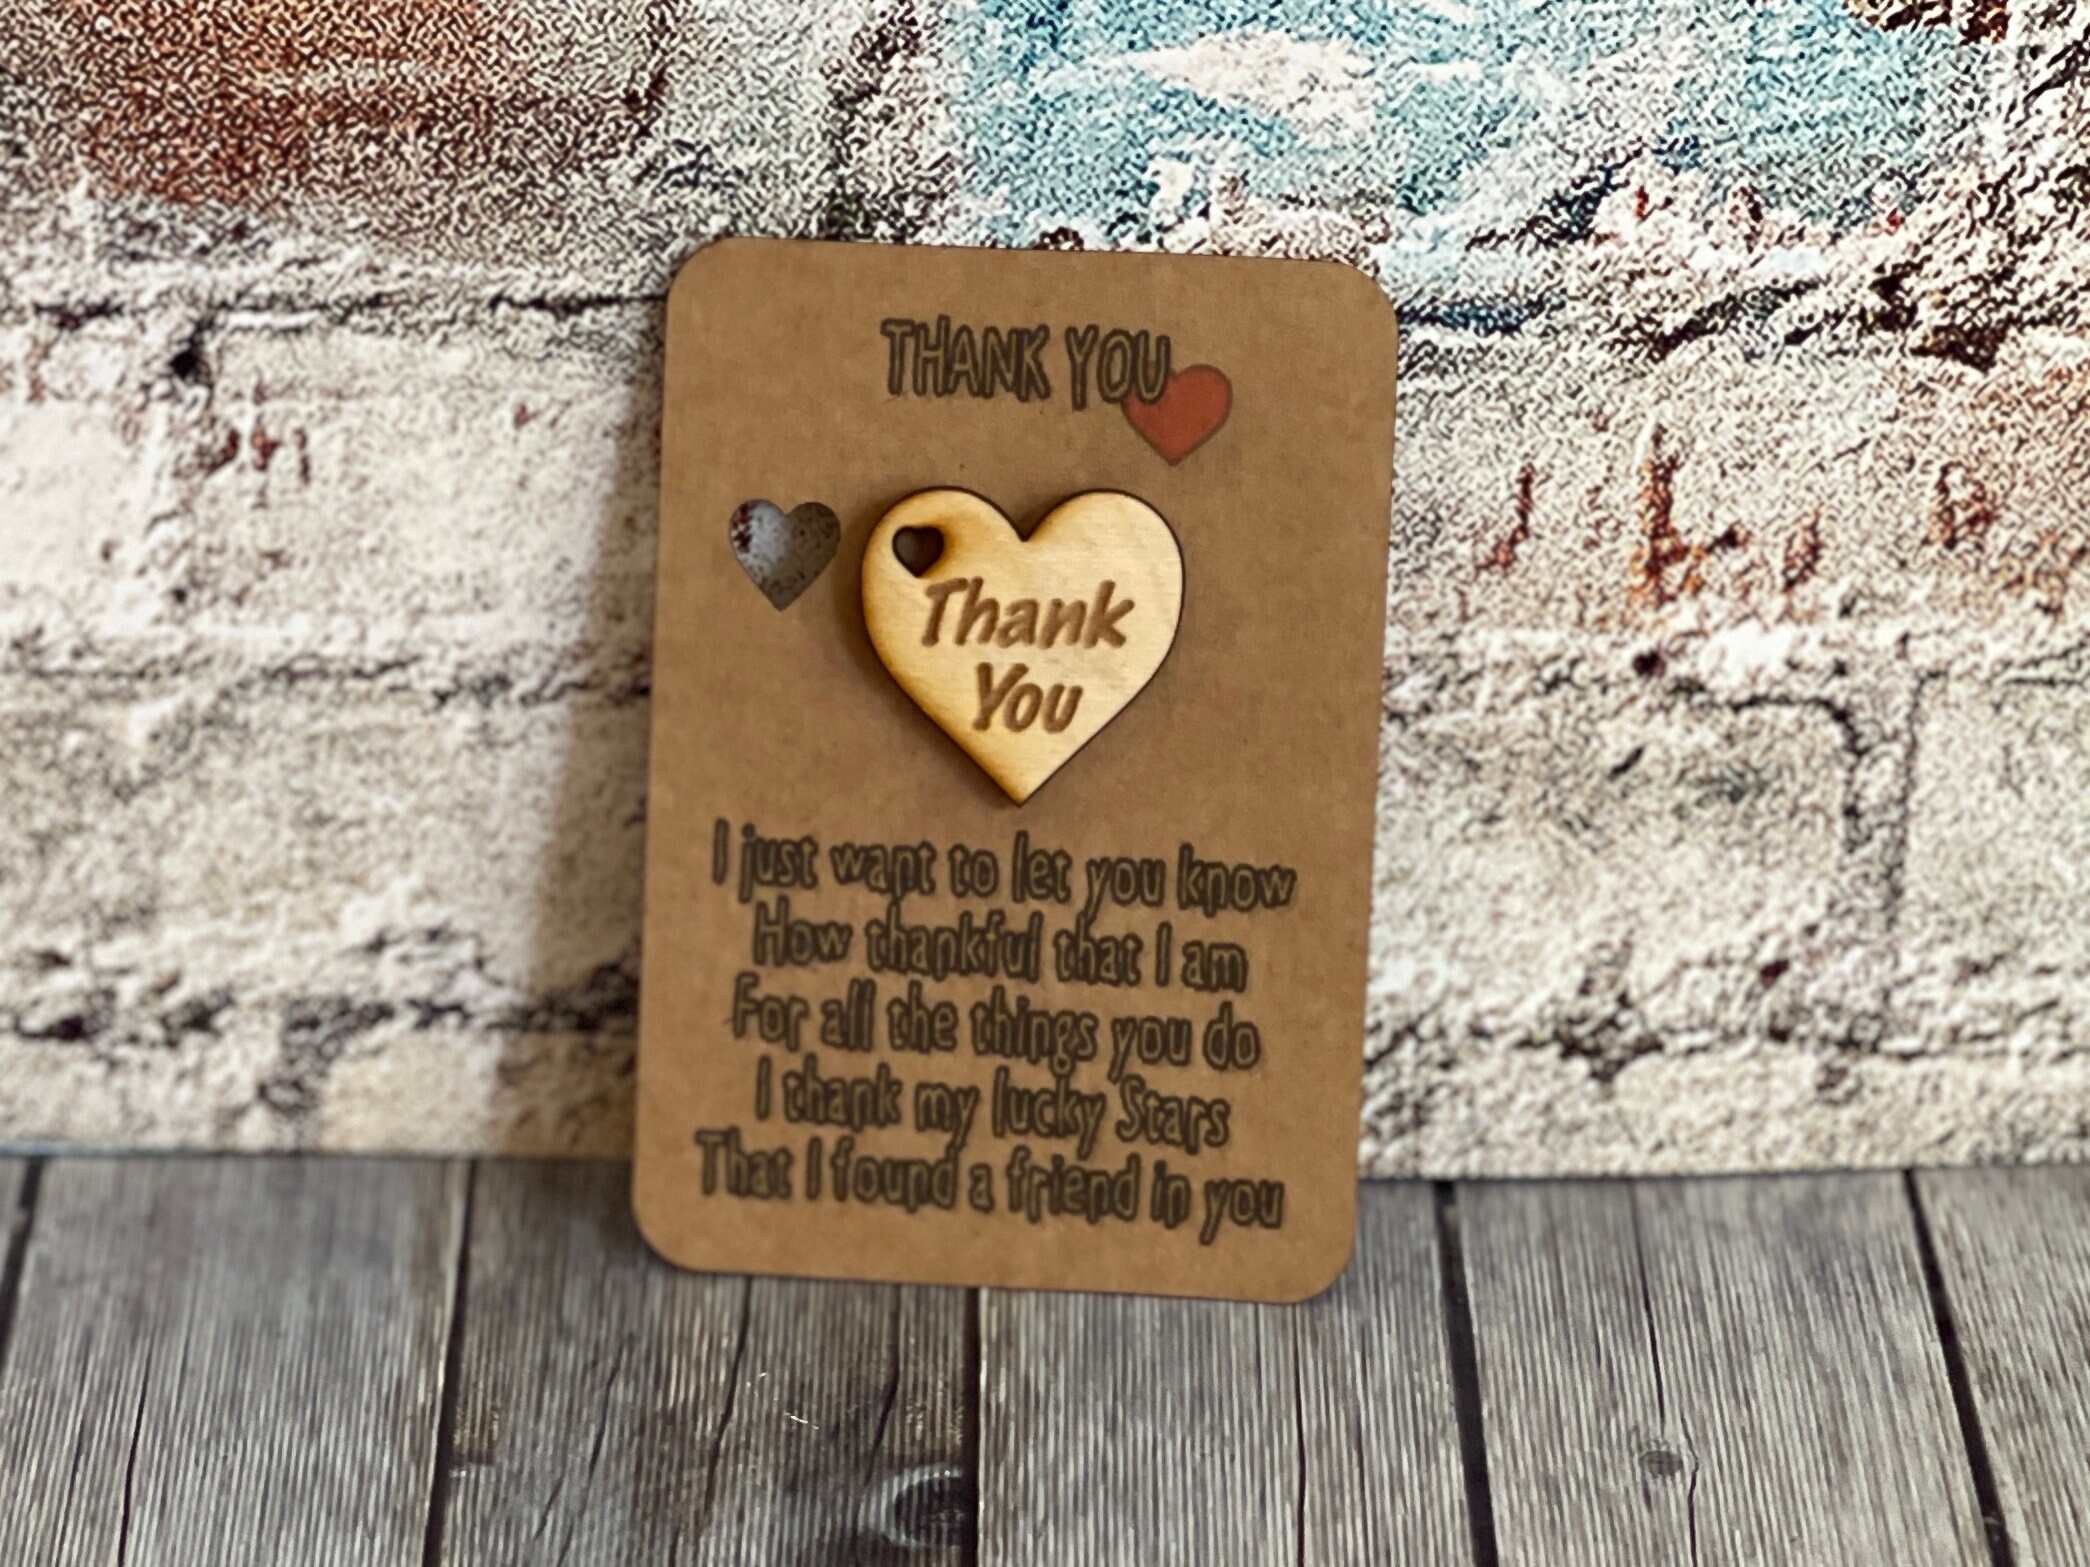 THANK YOU
Thank
You
I just want to let you know
How thankful that I am
For all the things you do
I thank my lucky Stars
That I found a friend in you